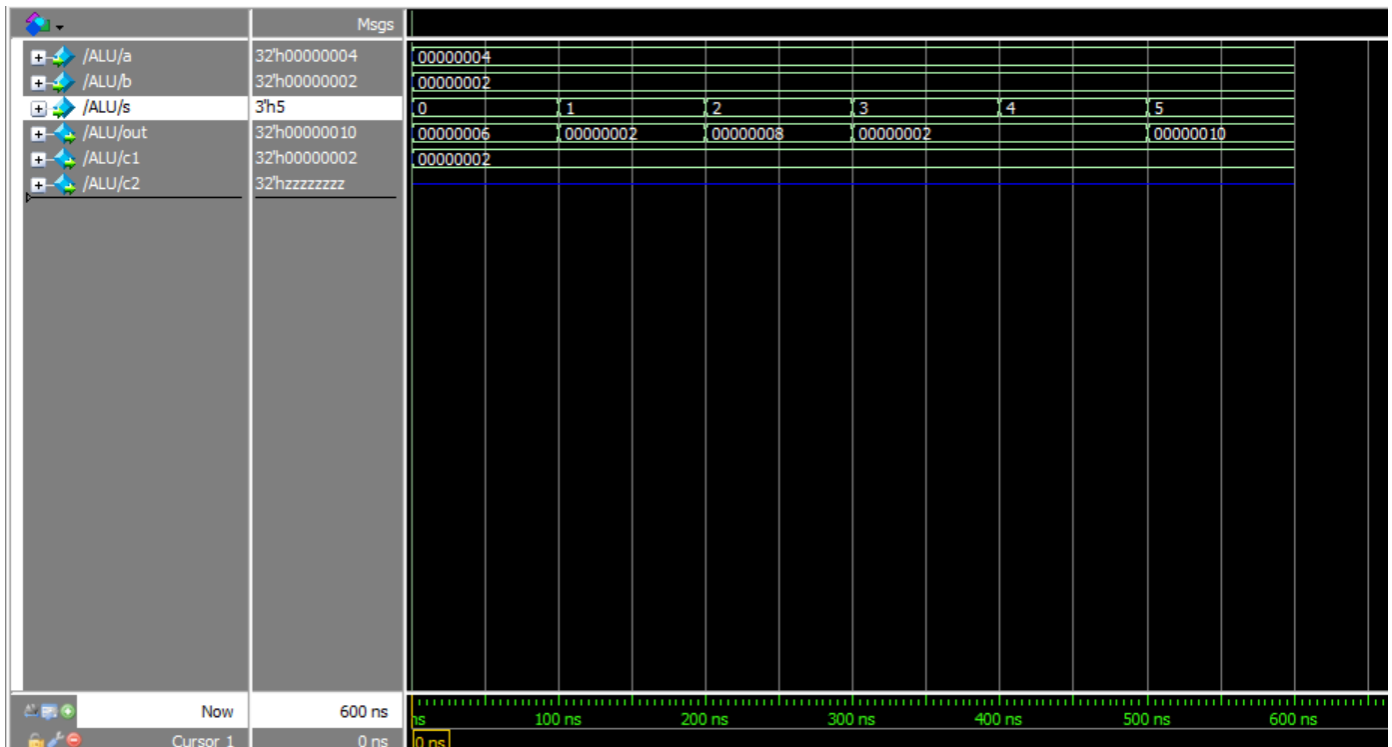 Msgs
/ALU/a 32'h00000004 00000004
/ALU/b 32'h00000002 00000002
/ALU/s 3'h5 0 1 2 3 4 5
/ALU/out 32'h00000010 00000006 00000002 00000008 00000002 00000010
/ALU/c1 32'h00000002 00000002
/ALU/c2 32'hzzzzzzzz
Now 600 ns ns 100 ns 200 ns 300 ns 400 ns 500 ns 600 ns
Cursor 1 0 ns 0 ns